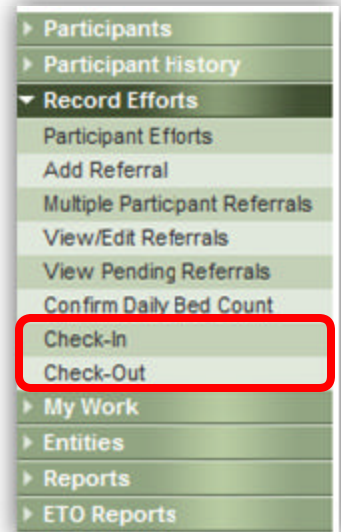 Participants
Participant History
Record Efforts
Participant Efforts
Add Referral
Multiple Particpant Referrals
View/Edit Referrals
View Pending Referrals
Confirm Daily Bed Count
Check-In
Check-Out
My Work
Entities
Reports
ETO Reports